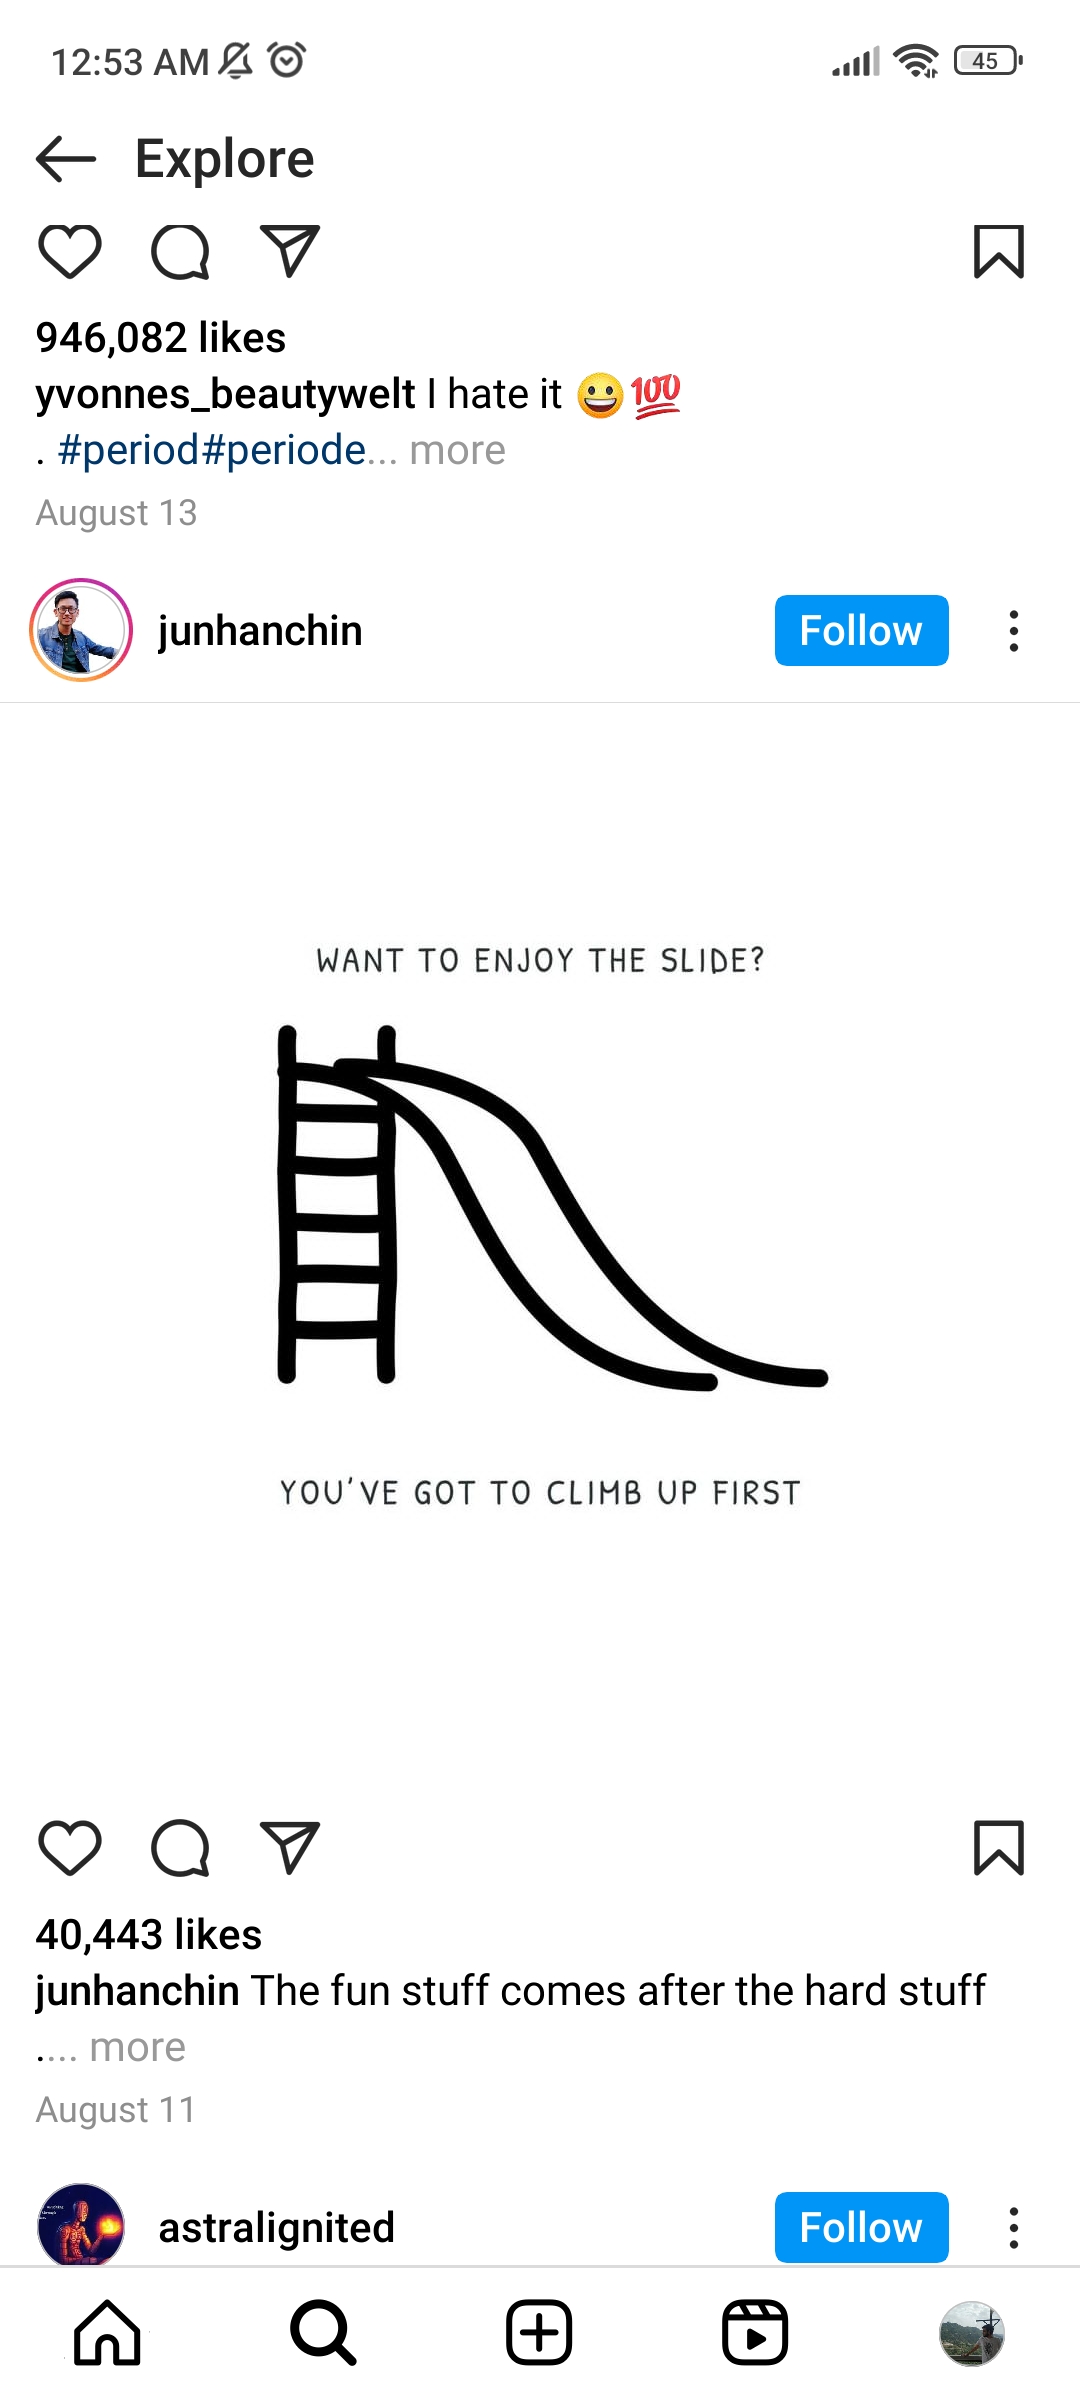 12:53 AM
45
Explore
946,082 likes
yvonnes_beautywelt I hate it 😀💯
. #period#periode... more
August 13
junhanchin
Follow
WANT TO ENJOY THE SLIDE?
YOU'VE GOT TO CLIMB UP FIRST
40,443 likes
junhanchin The fun stuff comes after the hard stuff
.... more
August 11
astralignited
Follow